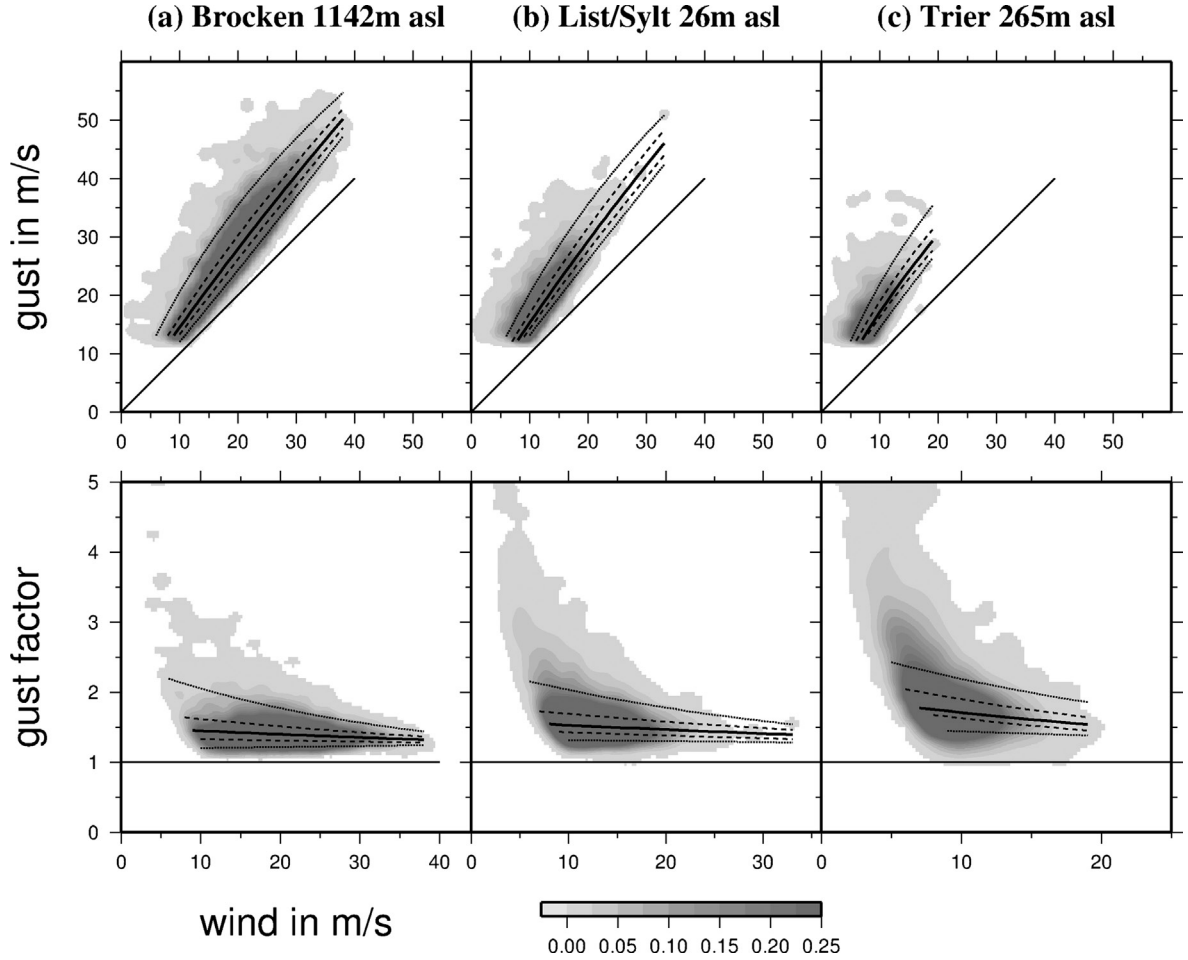 (a) Brocken 1142m asl (b) List/Sylt 26m asl (c) Trier 265m asl
gust in m/s
50
40
30
20
10
0
0 10 20 30 40 50 0 10 20 30 40 50 0 10 20 30 40 50
gust factor
5
4
3
2
1
0
0 10 20 30 40 0 10 20 30 0 10 20
wind in m/s
0.00 0.05 0.10 0.15 0.20 0.25